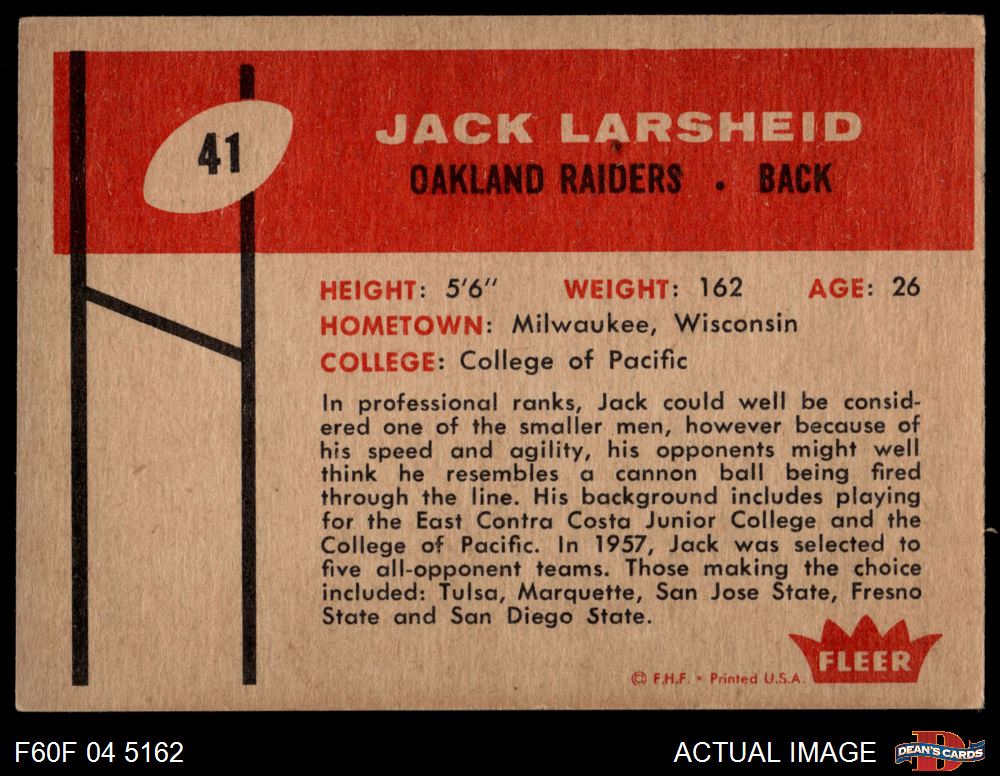 41
JACK LARSHEID
OAKLAND RAIDERS • BACK
HEIGHT: 5'6" WEIGHT: 162 AGE: 26
HOMETOWN: Milwaukee, Wisconsin
COLLEGE: College of Pacific
In professional ranks, Jack could well be consid-
ered one of the smaller men, however because of
his speed and agility, his opponents might well
think he resembles a cannon ball being fired
through the line. His background includes playing
for the East Contra Costa Junior College and the
College of Pacific. In 1957, Jack was selected to
five all-opponent teams. Those making the choice
included: Tulsa, Marquette, San Jose State, Fresno
State and San Diego State.
FLEER
© F.H.F. • Printed U.S.A.
F60F 04 5162
ACTUAL IMAGE
DEAN'S CARDS